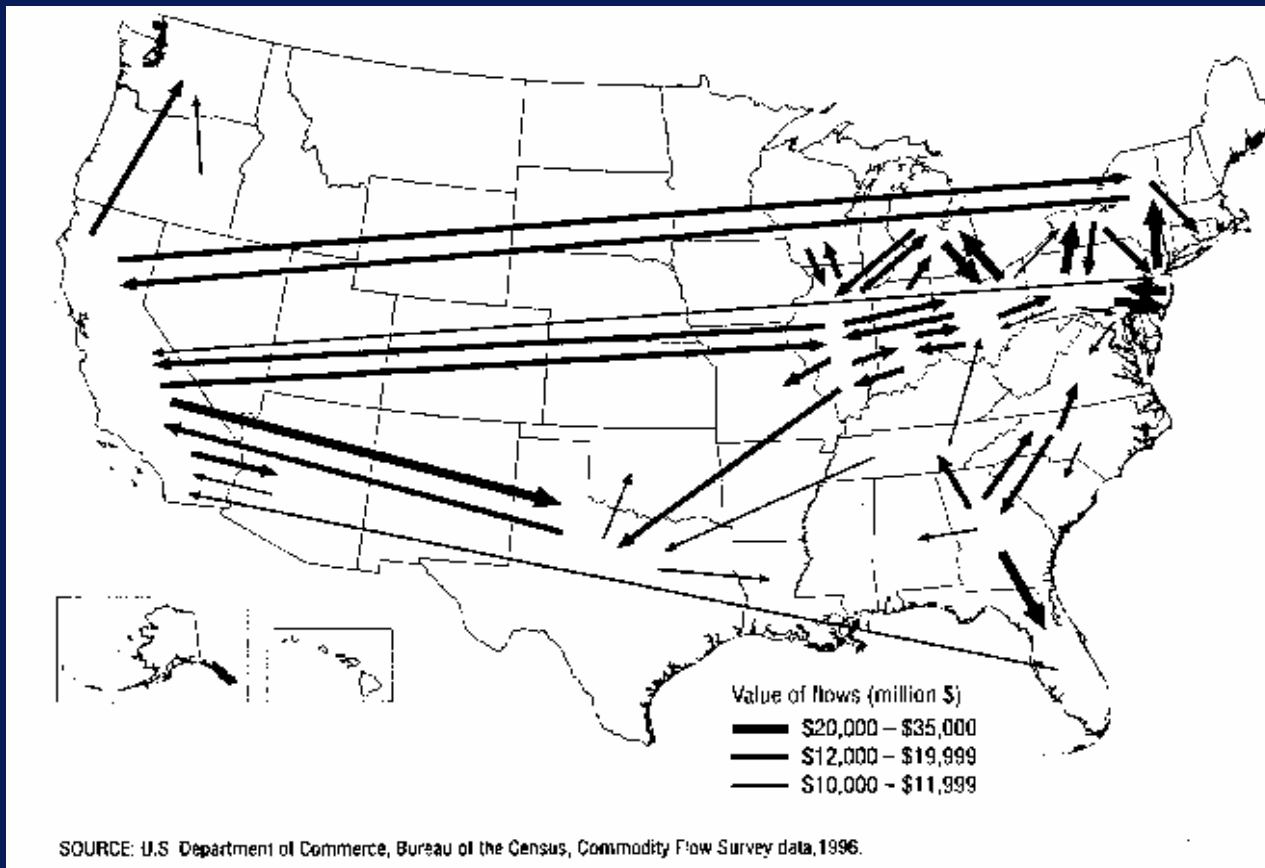 Value of flows (million $)
$20,000 – $35,000
$12,000 – $19,999
$10,000 – $11,999
SOURCE: U.S Department of Commerce, Bureau of the Census, Commodity Flow Survey data, 1996.